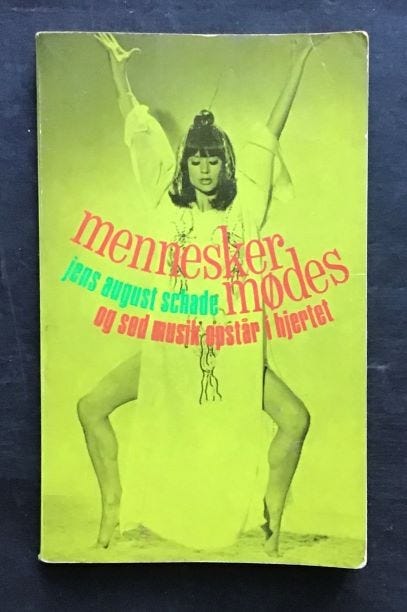 mennesker
jens august schade mødes
og sød musik opstår i hjertet